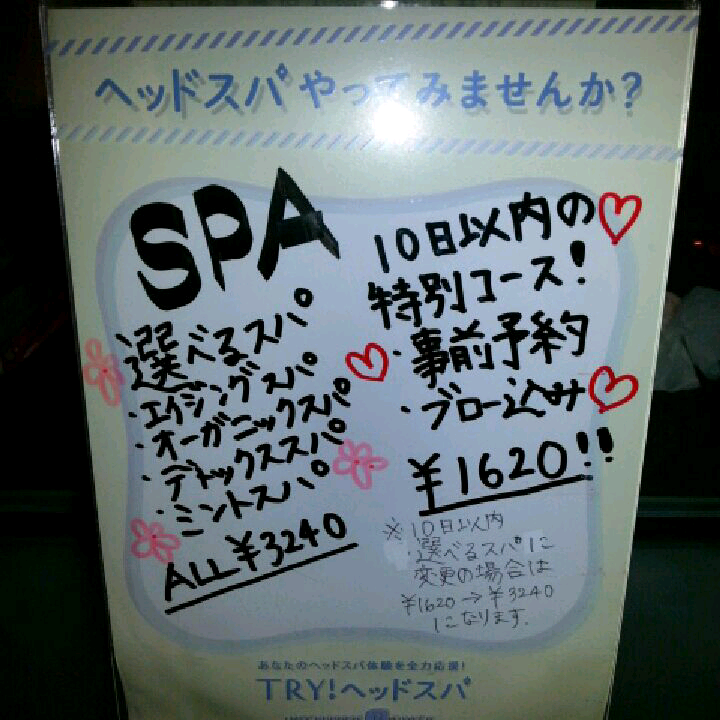 ヘッドスパやってみませんか?
SPA
選べるスパ
・エイジングスパ
・オーガニックスパ
・デトックススパ
・ミントスパ
ALL ¥3240
10日以内の
特別コース!
・事前予約
・ブロー込み
¥1620!!
※10日以内
選べるスパに
変更の場合は
¥1620→¥3240
になります.
あなたのヘッドスパ体験を全力応援!
TRY!ヘッドスパ